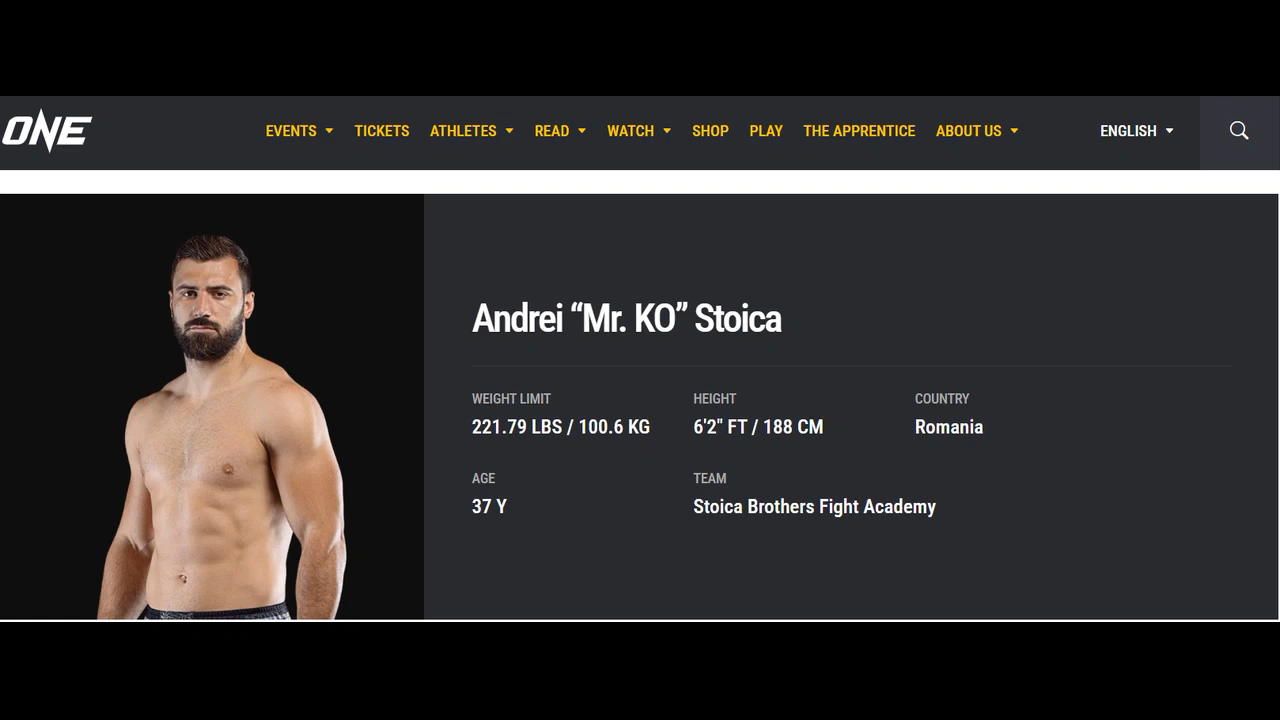 ONE
EVENTS TICKETS ATHLETES READ WATCH SHOP PLAY THE APPRENTICE ABOUT US ENGLISH
Andrei “Mr. KO” Stoica
WEIGHT LIMIT HEIGHT COUNTRY
221.79 LBS / 100.6 KG 6'2" FT / 188 CM Romania
AGE TEAM
37 Y Stoica Brothers Fight Academy